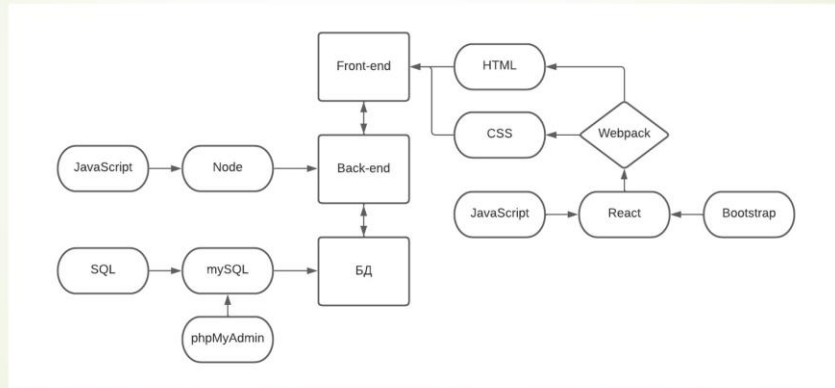 Front-end
HTML
CSS
Webpack
JavaScript
Node
Back-end
JavaScript
React
Bootstrap
SQL
mySQL
БД
phpMyAdmin